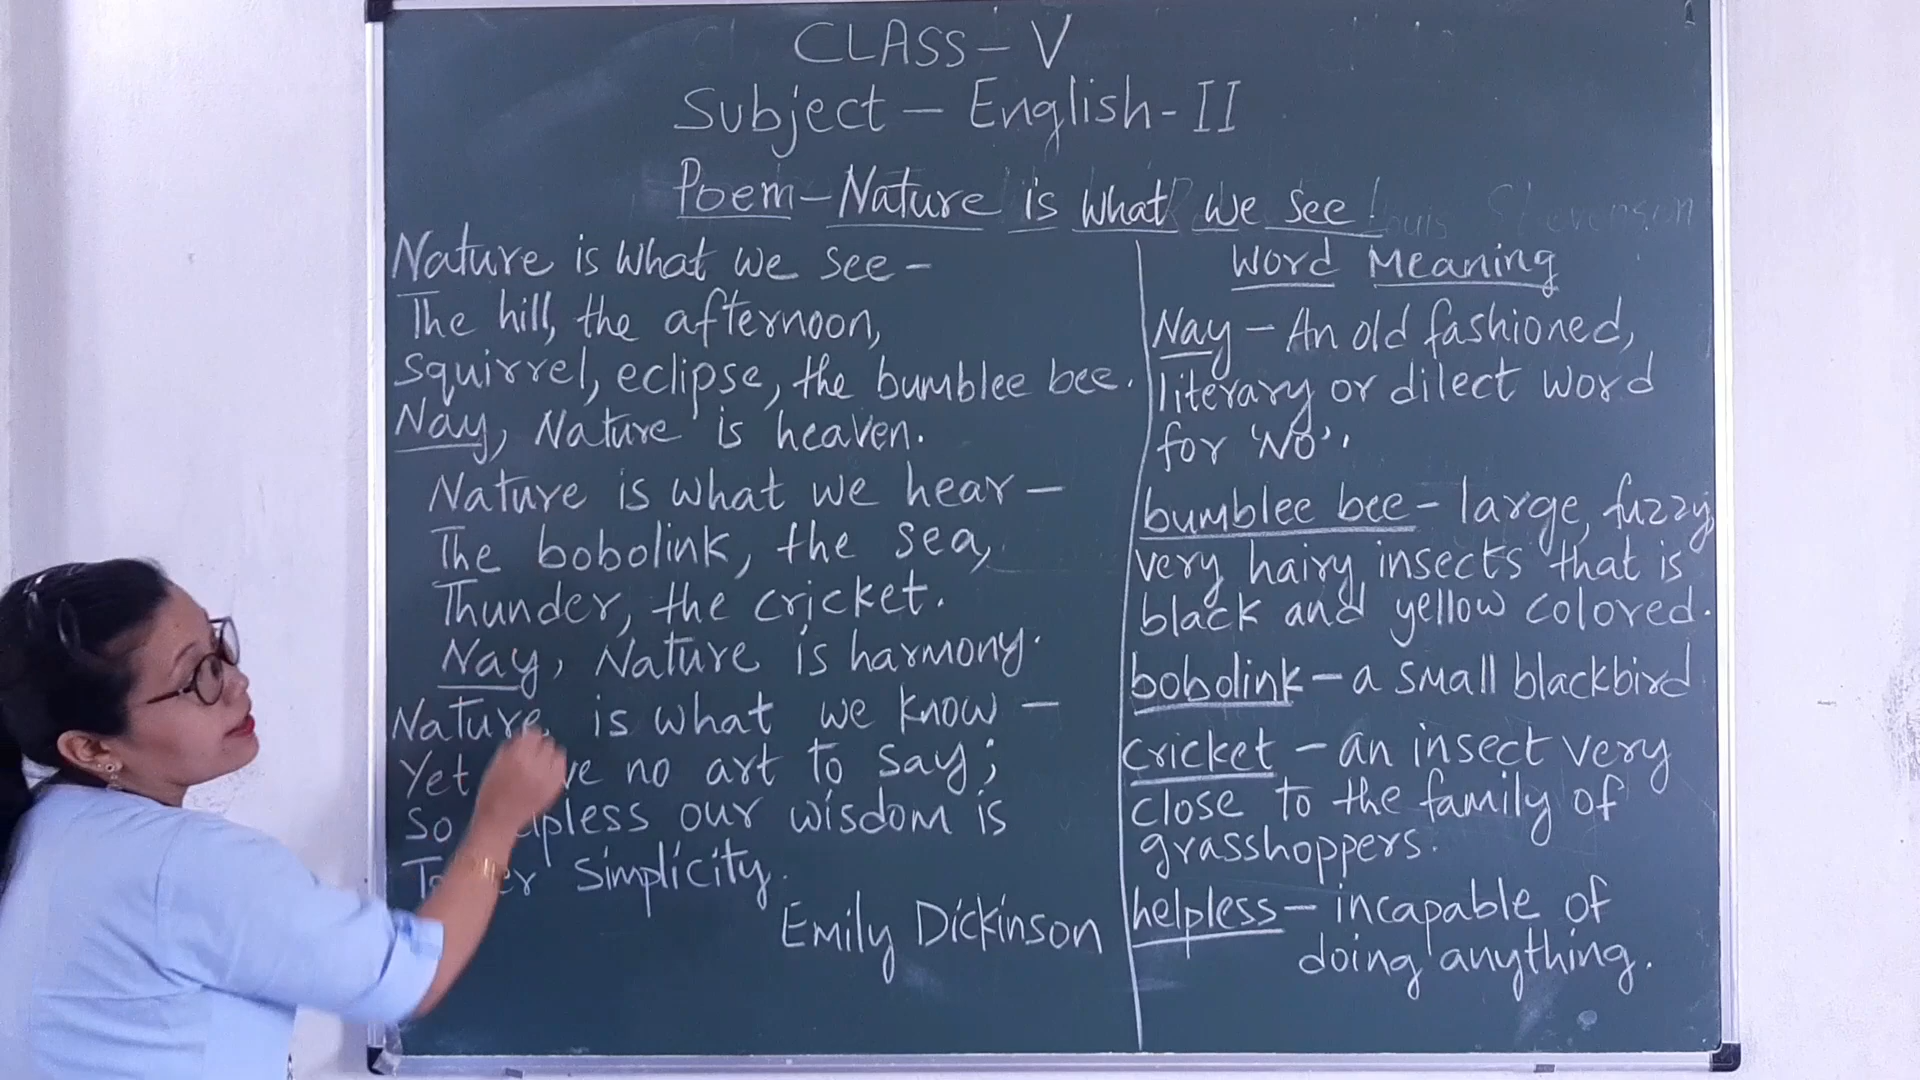 CLASS - V
Subject - English - II
Poem - Nature is what we see!
Louis Stevenson
Nature is what we see -
The hill, the afternoon,
Squirrel, eclipse, the bumblee bee.
Nay, Nature is heaven.
Nature is what we hear -
The bobolink, the sea,
Thunder, the cricket.
Nay, Nature is harmony.
Nature is what we know -
Yet no art to say;
So our wisdom is
simplicity.
Emily Dickinson
Word Meaning
Nay - An old fashioned,
literary or dilect word
for 'No'.
bumblee bee - large, fuzzy,
very hairy insects that is
black and yellow colored.
bobolink - a small blackbird
cricket - an insect very
close to the family of
grasshoppers.
helpless - incapable of
doing anything.